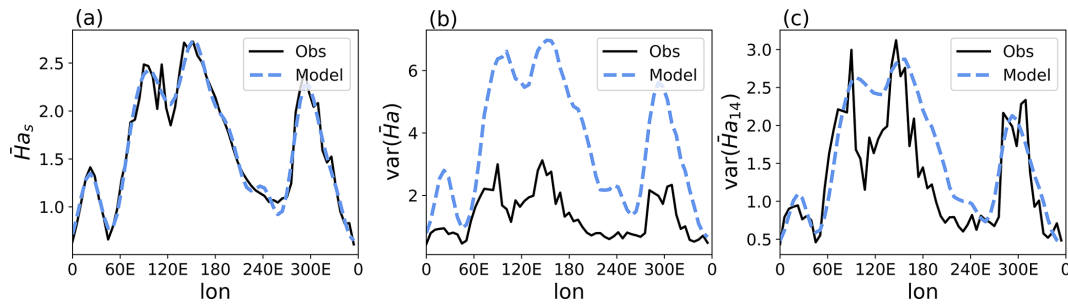 (a)
Obs
Model
2.5
2.0
1.5
1.0
H̄a_s
0
60E
120E
180
240E
300E
0
lon
(b)
Obs
Model
6
4
2
var(H̄a)
0
60E
120E
180
240E
300E
0
lon
(c)
Obs
Model
3.0
2.5
2.0
1.5
1.0
0.5
var(H̄a₁₄)
0
60E
120E
180
240E
300E
0
lon